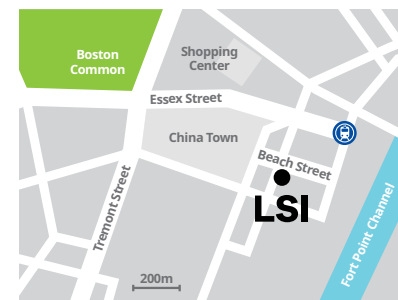 Boston
Common
Shopping
Center
Essex Street
China Town
Beach Street
LSI
Tremont Street
Fort Point Channel
200m